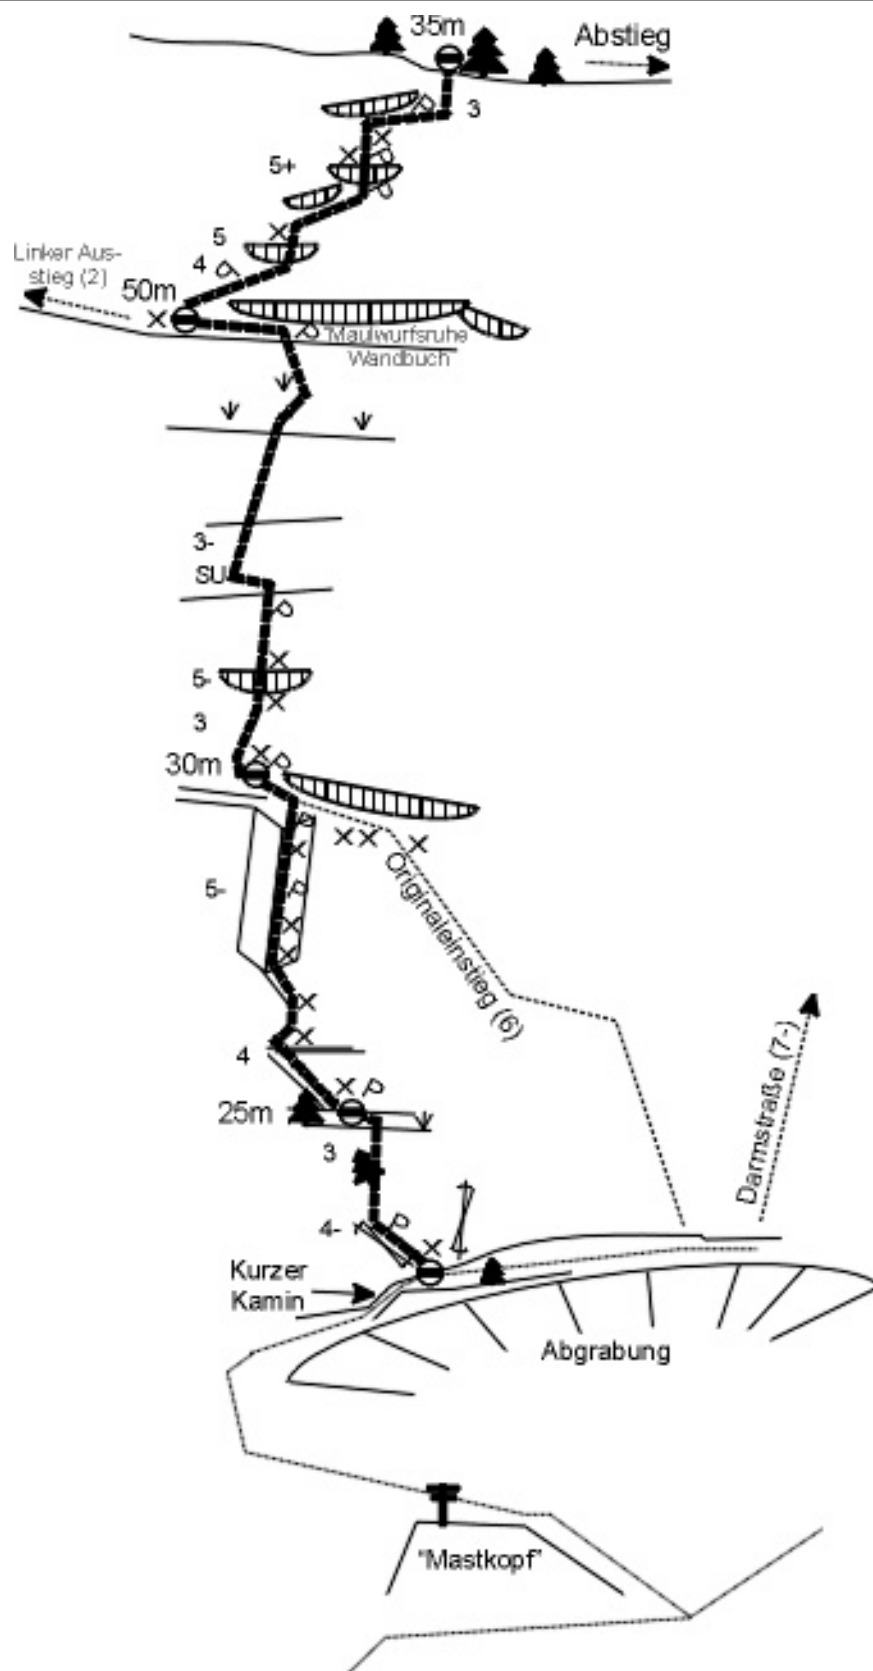 35m
Abstieg
3
5+
5
4
Linker Aus-
stieg (2)
50m
"Maulwurfsruhe
Wandbuch
3-
SU
5-
3
30m
5-
Originaleinstieg (6)
4
25m
3
Darmstraße (7-)
4-
Kurzer
Kamin
Abgrabung
"Mastkopf"